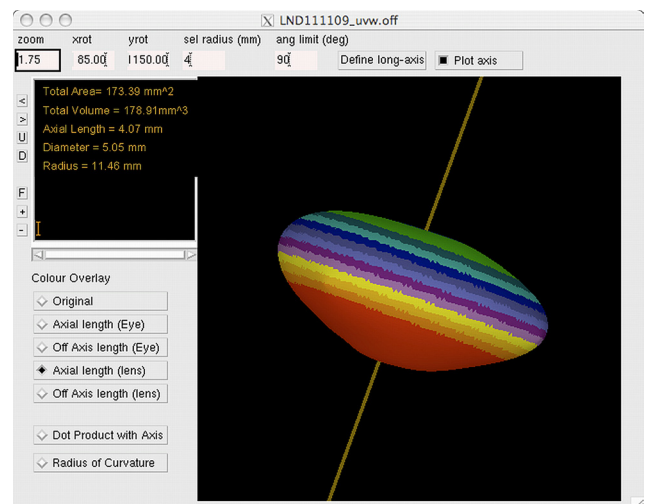 X LND111109_uvw.off
zoom xrot yrot sel radius (mm) ang limit (deg)
1.75 85.00 150.00 4 90 Define long-axis Plot axis
Total Area= 173.39 mm^2
Total Volume = 178.91mm^3
Axial Length = 4.07 mm
Diameter = 5.05 mm
Radius = 11.46 mm
<
>
U
D
F
+
-
Colour Overlay
Original
Axial length (Eye)
Off Axis length (Eye)
Axial length (lens)
Off Axis length (lens)
Dot Product with Axis
Radius of Curvature